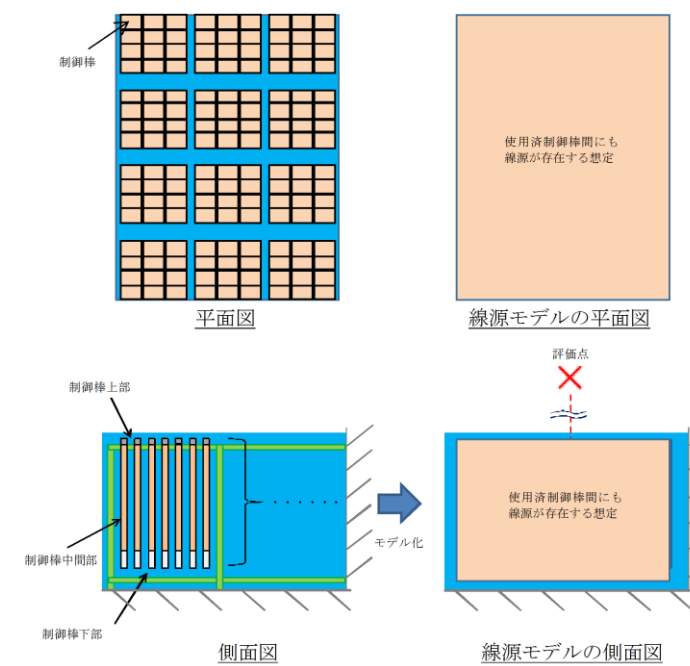 制御棒
使用済制御棒間にも
線源が存在する想定
平面図
線源モデルの平面図
評価点
制御棒上部
使用済制御棒間にも
線源が存在する想定
モデル化
制御棒中間部
制御棒下部
側面図
線源モデルの側面図